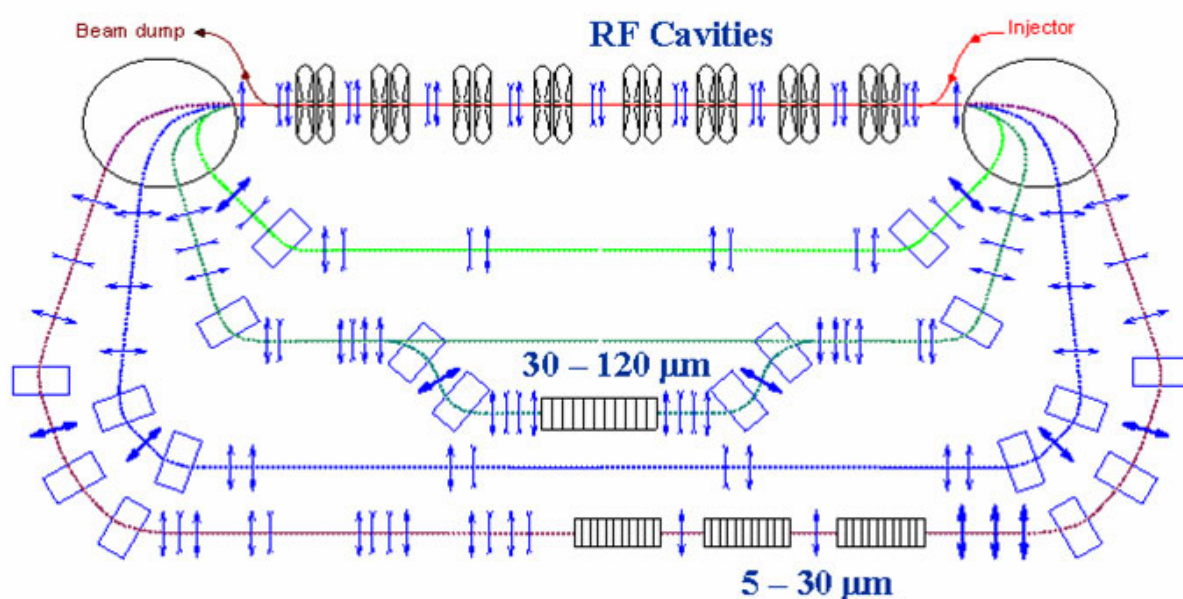 Beam dump
RF Cavities
Injector
30 – 120 μm
5 – 30 μm